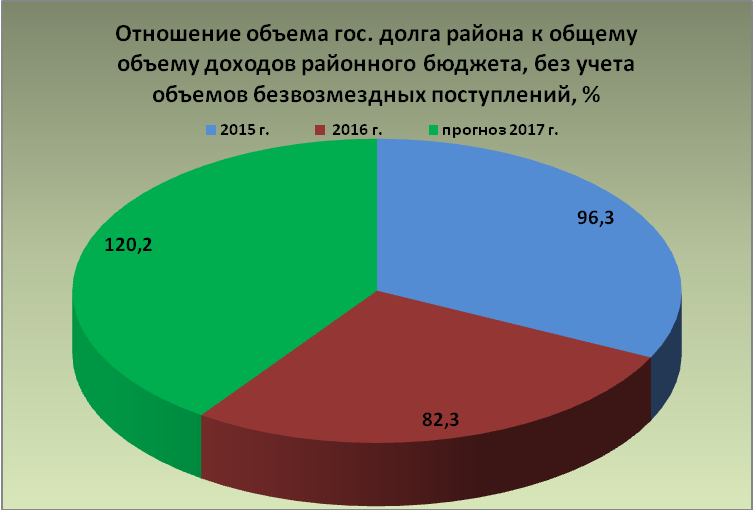 Отношение объема гос. долга района к общему
объему доходов районного бюджета, без учета
объемов безвозмездных поступлений, %
2015 г. 2016 г. прогноз 2017 г.
96,3
120,2
82,3